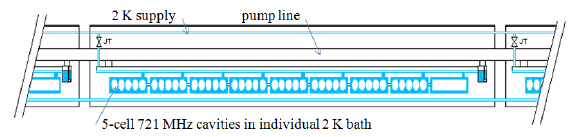 2 K supply
pump line
JT
JT
5-cell 721 MHz cavities in individual 2 K bath